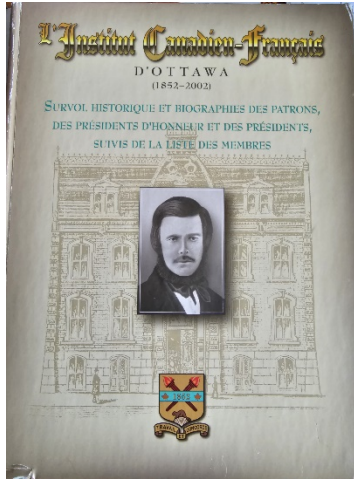 L'Institut Canadien-Français
D'OTTAWA
(1852-2002)
SURVOL HISTORIQUE ET BIOGRAPHIES DES PATRONS,
DES PRÉSIDENTS D'HONNEUR ET DES PRÉSIDENTS,
SUIVIS DE LA LISTE DES MEMBRES
1852
TRAVAIL ET